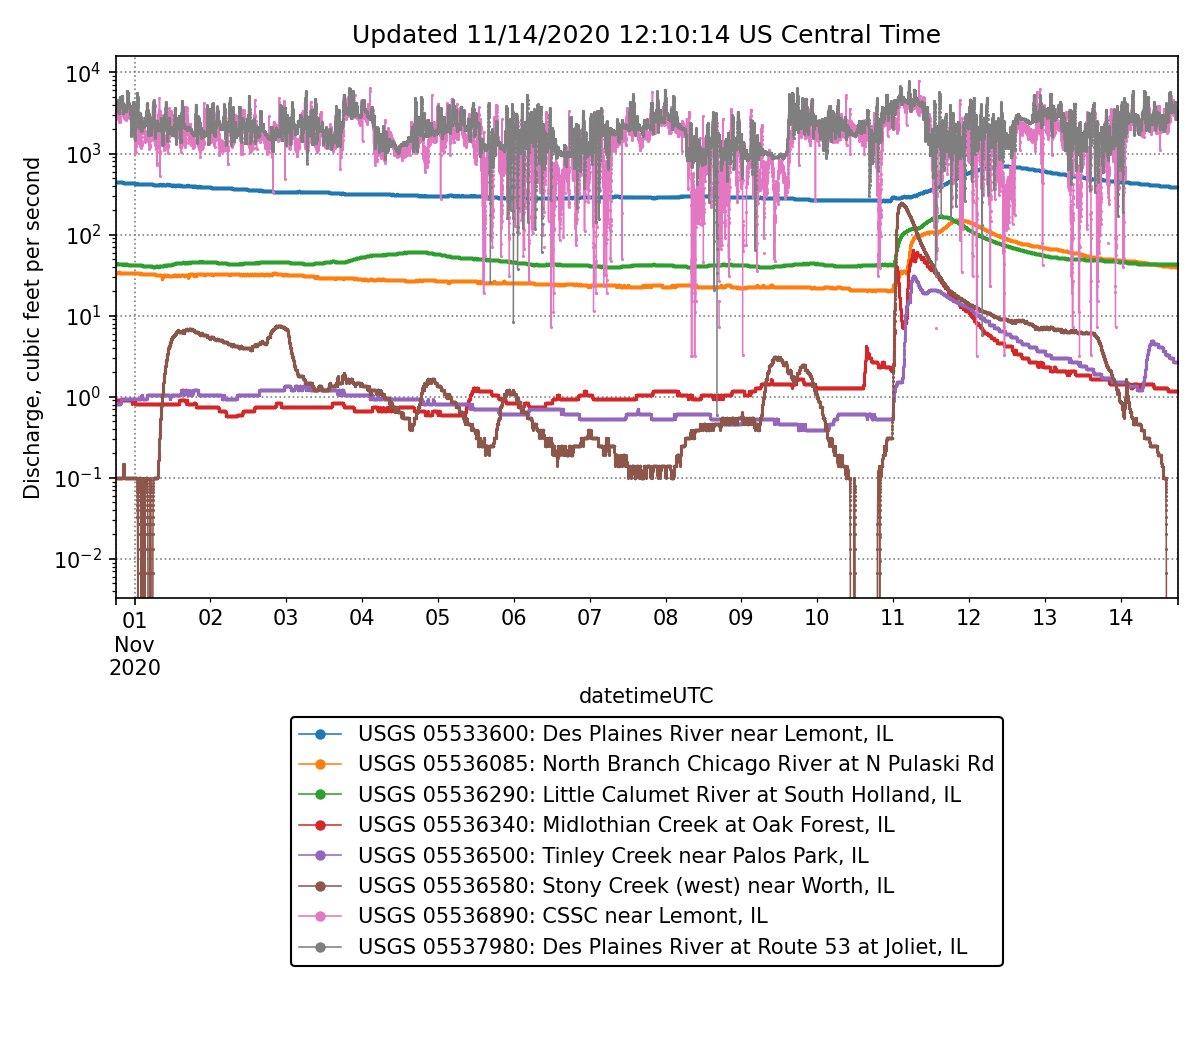 Updated 11/14/2020 12:10:14 US Central Time
Discharge, cubic feet per second
10^4
10^3
10^2
10^1
10^0
10^-1
10^-2
01 02 03 04 05 06 07 08 09 10 11 12 13 14
Nov
2020
datetimeUTC
USGS 05533600: Des Plaines River near Lemont, IL
USGS 05536085: North Branch Chicago River at N Pulaski Rd
USGS 05536290: Little Calumet River at South Holland, IL
USGS 05536340: Midlothian Creek at Oak Forest, IL
USGS 05536500: Tinley Creek near Palos Park, IL
USGS 05536580: Stony Creek (west) near Worth, IL
USGS 05536890: CSSC near Lemont, IL
USGS 05537980: Des Plaines River at Route 53 at Joliet, IL